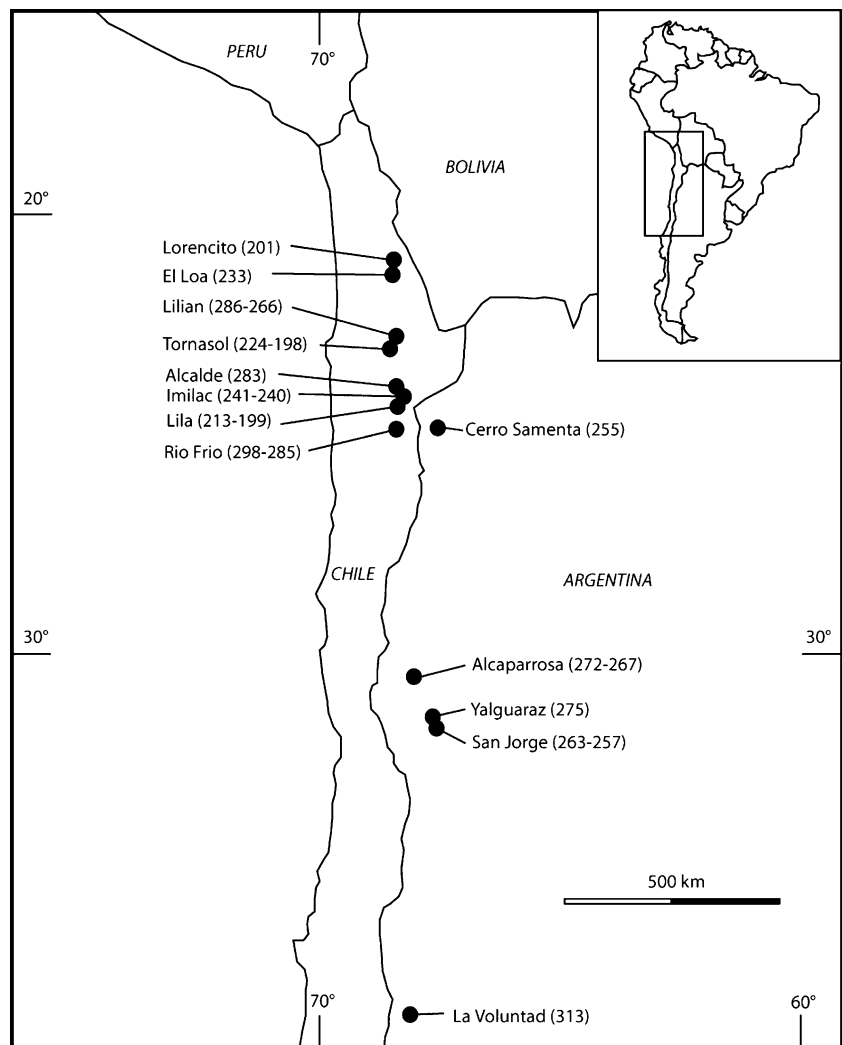 PERU
70°
BOLIVIA
20°
Lorencito (201)
El Loa (233)
Lilian (286-266)
Tornasol (224-198)
Alcalde (283)
Imilac (241-240)
Lila (213-199)
Cerro Samenta (255)
Rio Frio (298-285)
CHILE
ARGENTINA
30°
30°
Alcaparrosa (272-267)
Yalguaraz (275)
San Jorge (263-257)
500 km
70°
60°
La Voluntad (313)